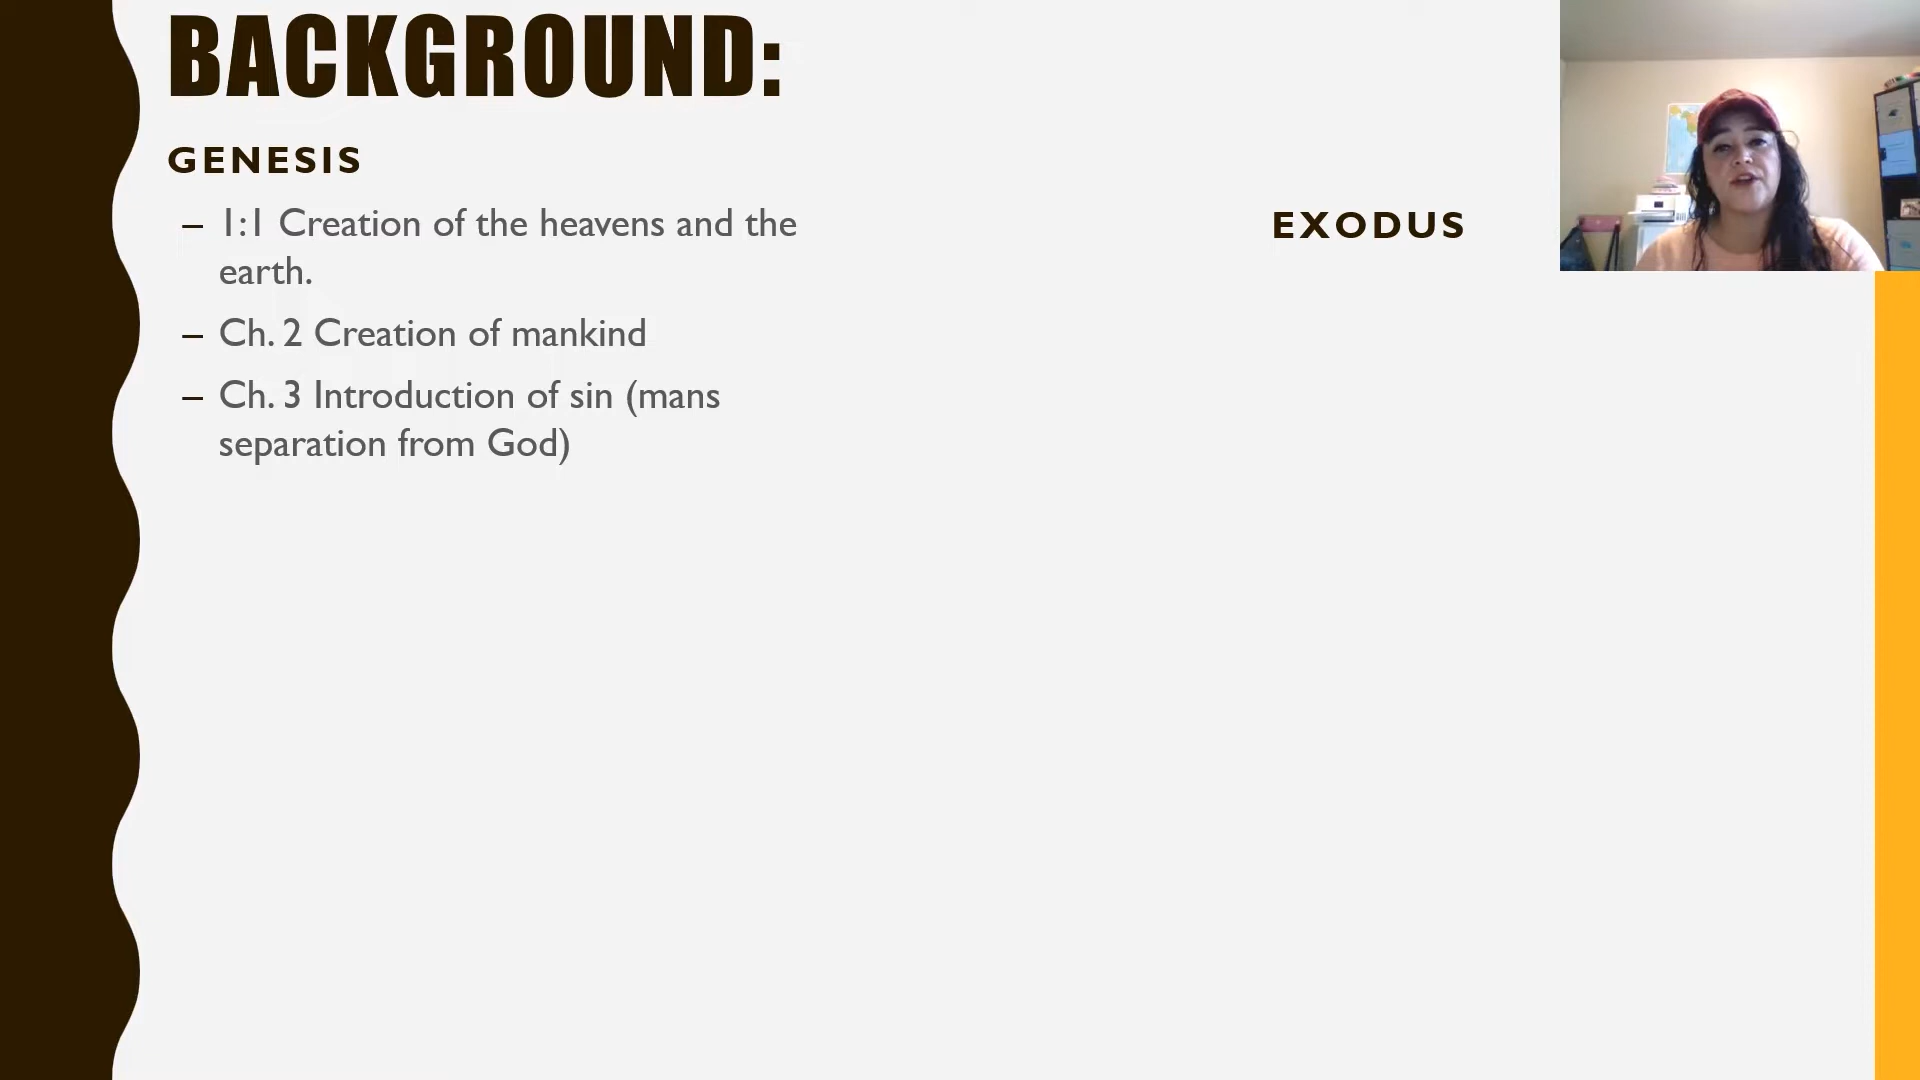 BACKGROUND:
GENESIS
– 1:1 Creation of the heavens and the
earth.
– Ch. 2 Creation of mankind
– Ch. 3 Introduction of sin (mans
separation from God)
EXODUS